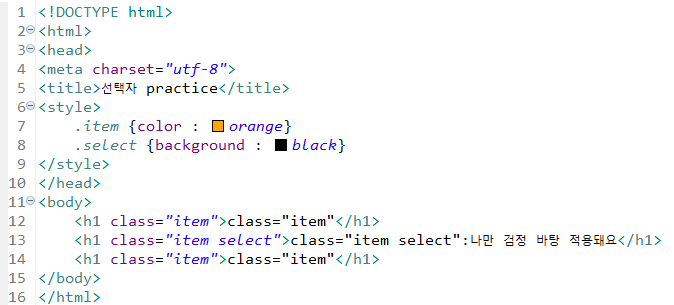 1 <!DOCTYPE html>
2 <html>
3 <head>
4 <meta charset="utf-8">
5 <title>선택자 practice</title>
6 <style>
7 .item {color : orange}
8 .select {background : black}
9 </style>
10 </head>
11 <body>
12 <h1 class="item">class="item"</h1>
13 <h1 class="item select">class="item select":나만 검정 바탕 적용돼요</h1>
14 <h1 class="item">class="item"</h1>
15 </body>
16 </html>